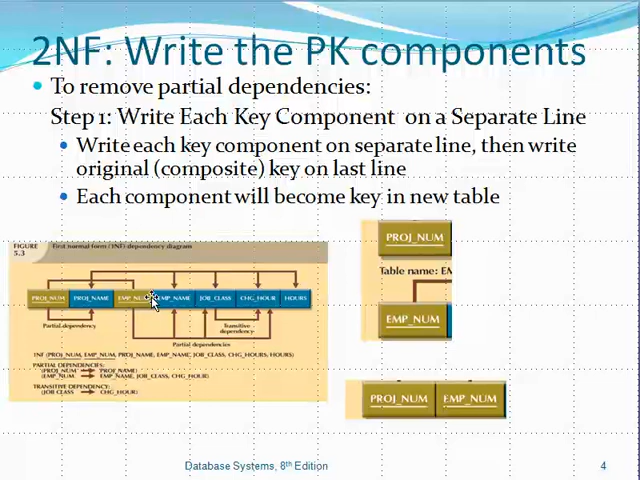 2NF: Write the PK components
To remove partial dependencies:
Step 1: Write Each Key Component on a Separate Line
Write each key component on separate line, then write
original (composite) key on last line
Each component will become key in new table
FIGURE
5.3
First normal form (1NF) dependency diagram
PROJ_NUM PROJ_NAME EMP_NUM EMP_NAME JOB_CLASS CHG_HOUR HOURS
Partial dependency
Transitive
dependency
Partial dependencies
1NF (PROJ_NUM, EMP_NUM, PROJ_NAME, EMP_NAME, JOB_CLASS, CHG_HOURS, HOURS)
PARTIAL DEPENDENCIES:
(PROJ_NUM PROJ_NAME)
(EMP_NUM EMP_NAME, JOB_CLASS, CHG_HOUR)
TRANSITIVE DEPENDENCY:
(JOB CLASS CHG_HOUR)
PROJ_NUM
Table name: EM
EMP_NUM
PROJ_NUM EMP_NUM
Database Systems, 8th Edition
4